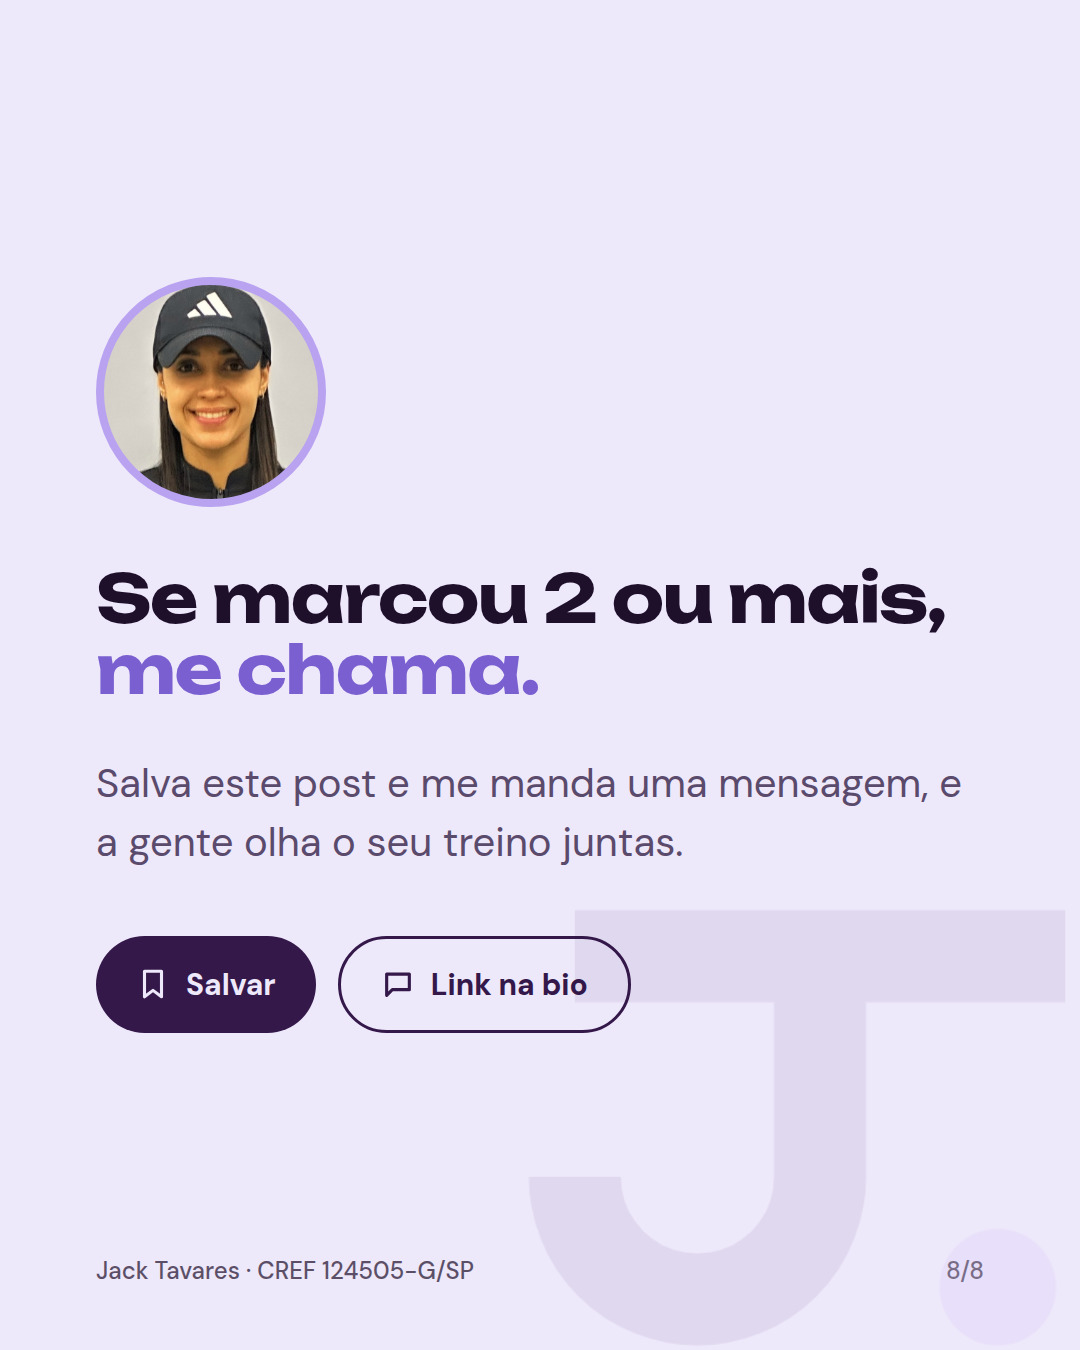 Se marcou 2 ou mais,
me chama.
Salva este post e me manda uma mensagem, e
a gente olha o seu treino juntas.
Salvar
Link na bio
J.
Jack Tavares · CREF 124505-G/SP
8/8